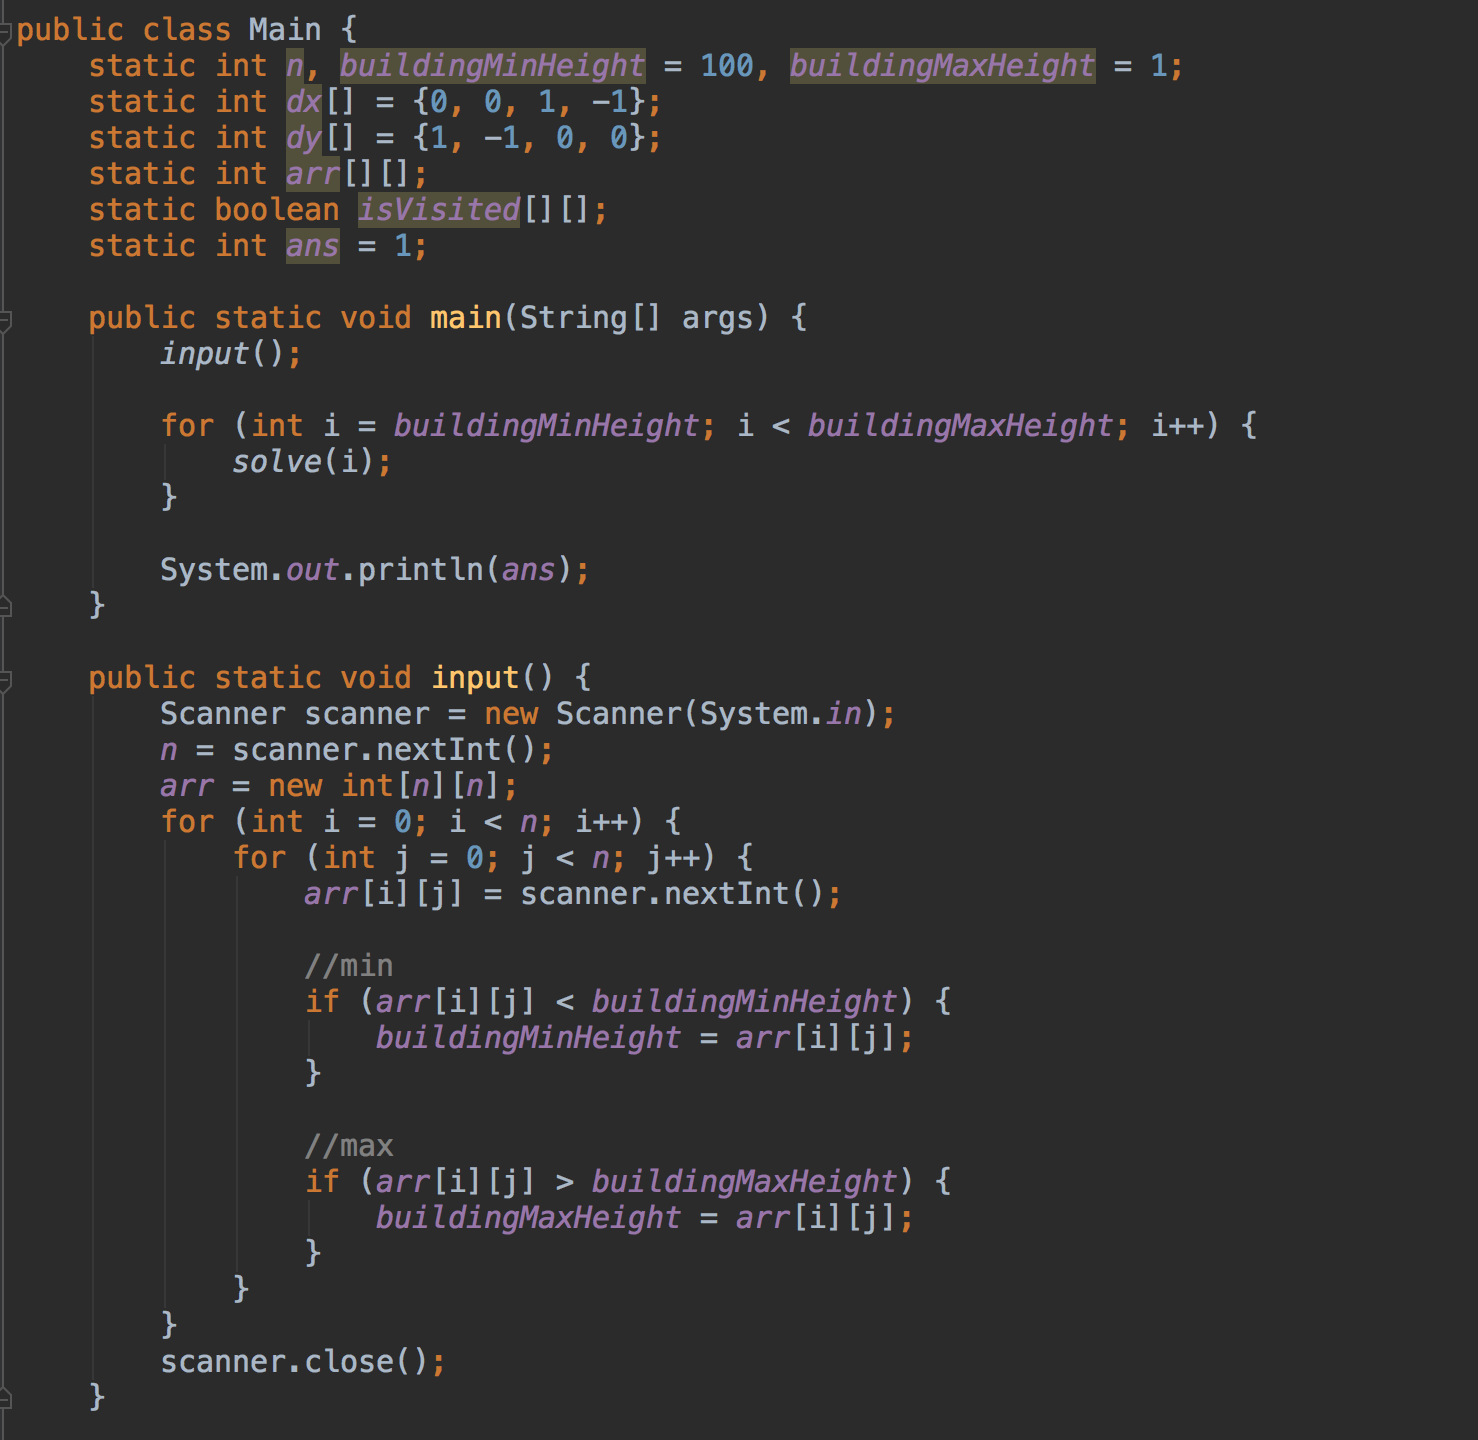 public class Main {
    static int n, buildingMinHeight = 100, buildingMaxHeight = 1;
    static int dx[] = {0, 0, 1, -1};
    static int dy[] = {1, -1, 0, 0};
    static int arr[][];
    static boolean isVisited[][];
    static int ans = 1;

    public static void main(String[] args) {
        input();

        for (int i = buildingMinHeight; i < buildingMaxHeight; i++) {
            solve(i);
        }

        System.out.println(ans);
    }

    public static void input() {
        Scanner scanner = new Scanner(System.in);
        n = scanner.nextInt();
        arr = new int[n][n];
        for (int i = 0; i < n; i++) {
            for (int j = 0; j < n; j++) {
                arr[i][j] = scanner.nextInt();

                //min
                if (arr[i][j] < buildingMinHeight) {
                    buildingMinHeight = arr[i][j];
                }

                //max
                if (arr[i][j] > buildingMaxHeight) {
                    buildingMaxHeight = arr[i][j];
                }
            }
        }
        scanner.close();
    }